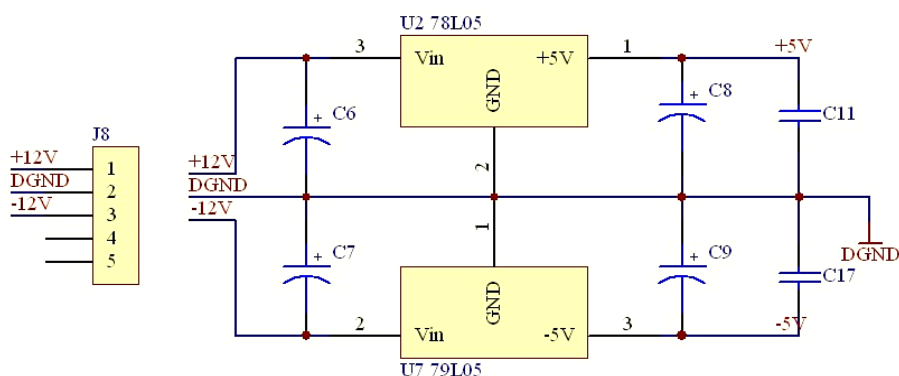 U2 78L05
3
Vin
+5V
GND
1
+5V
+
C6
+
C8
C11
J8
+12V
1
DGND
2
-12V
3
4
5
+12V
DGND
-12V
2
1
DGND
+
C7
+
C9
C17
GND
2
Vin
-5V
3
-5V
U7 79L05